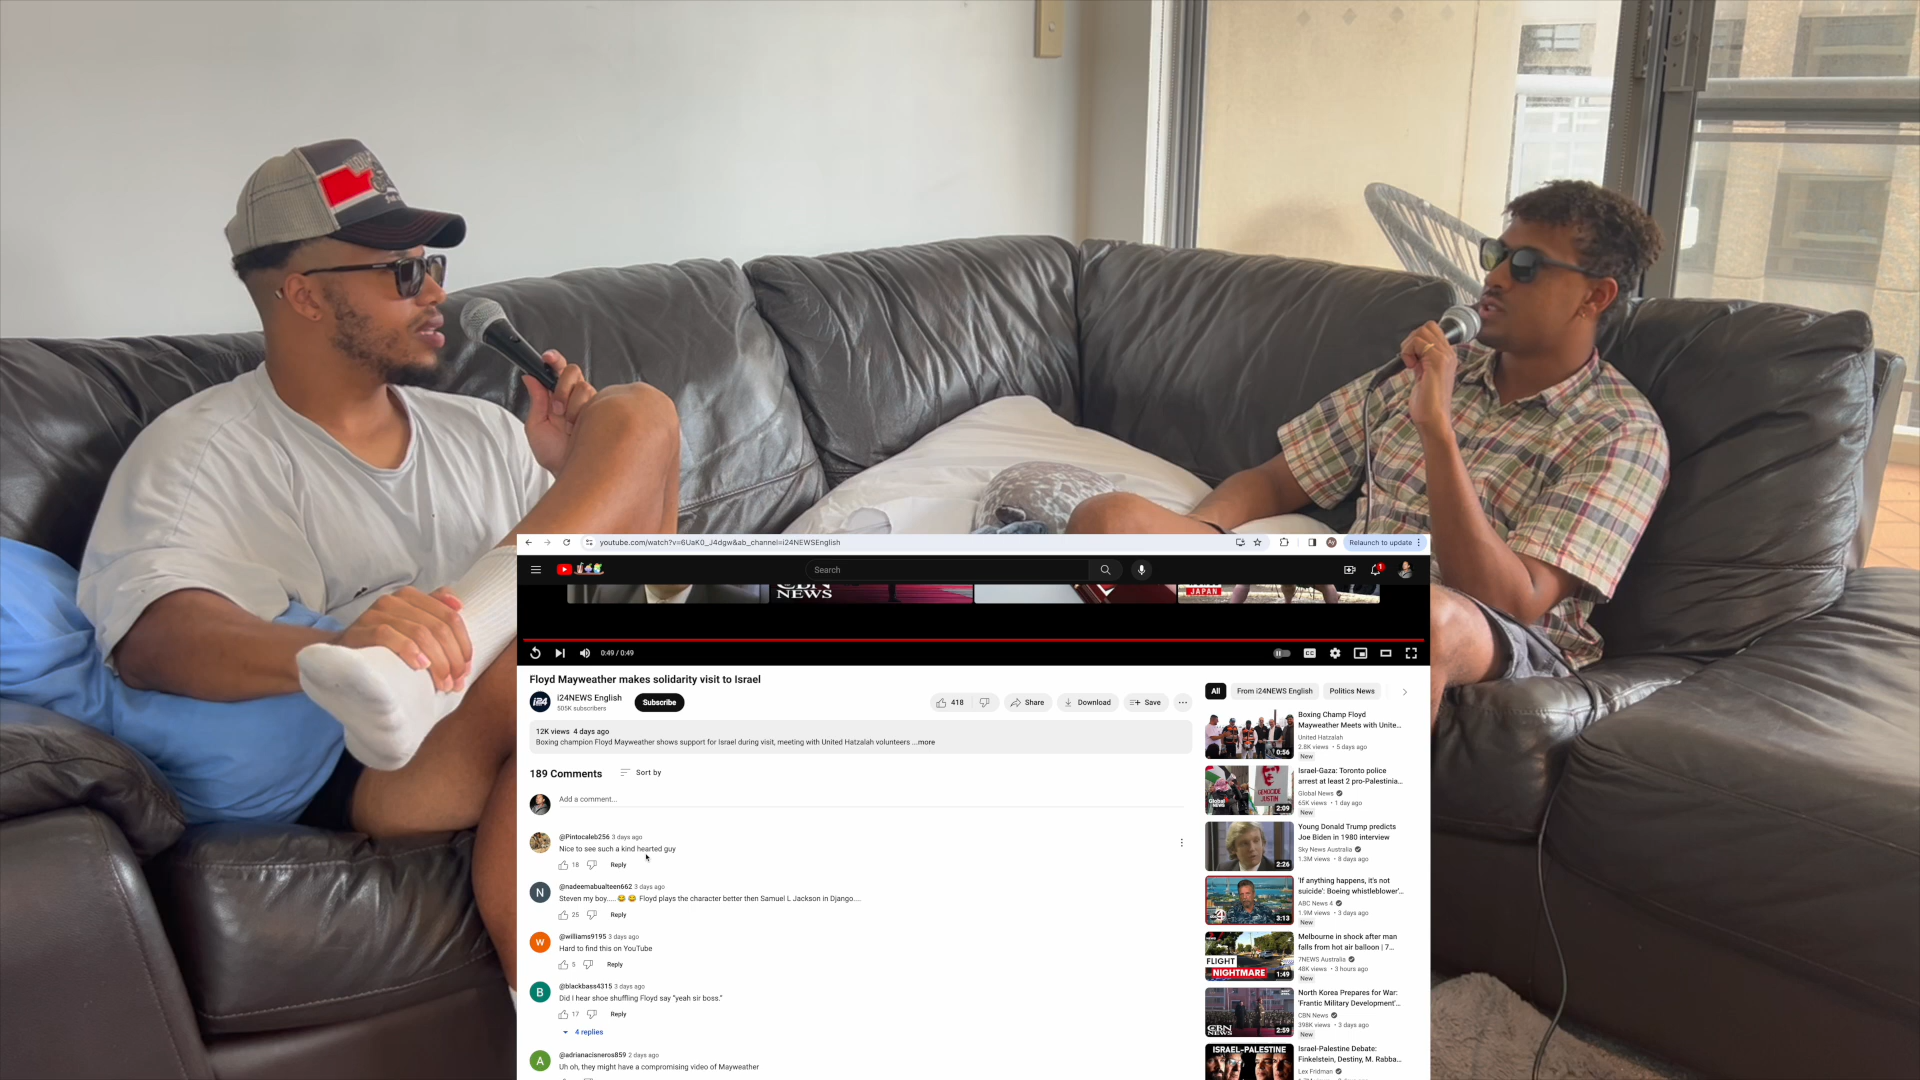 youtube.com/watch?v=6UaK0_J4dgw&ab_channel=i24NEWSEnglish
Relaunch to update
Search
1
CBN
NEWS
JAPAN
0:49 / 0:49
CC
Floyd Mayweather makes solidarity visit to Israel
i24
i24NEWS English
505K subscribers
Subscribe
418
Share
Download
Save
12K views 4 days ago
Boxing champion Floyd Mayweather shows support for Israel during visit, meeting with United Hatzalah volunteers ...more
189 Comments
Sort by
Add a comment...
@Pintocaleb256 3 days ago
Nice to see such a kind hearted guy
18
Reply
N
@nadeemabualteen662 3 days ago
Steven my boy.....😂 😂 Floyd plays the character better then Samuel L Jackson in Django....
25
Reply
W
@williams9195 3 days ago
Hard to find this on YouTube
5
Reply
B
@blackbass4315 3 days ago
Did I hear shoe shuffling Floyd say "yeah sir boss."
17
Reply
4 replies
A
@adrianacisneros859 2 days ago
Uh oh, they might have a compromising video of Mayweather
All
From i24NEWS English
Politics News
0:56
Boxing Champ Floyd
Mayweather Meets with Unite...
United Hatzalah
2.8K views • 5 days ago
New
Global
NEWS
GENOCIDE
JUSTIN
2:09
Israel-Gaza: Toronto police
arrest at least 2 pro-Palestinia...
Global News
65K views • 1 day ago
New
2:26
Young Donald Trump predicts
Joe Biden in 1980 interview
Sky News Australia
1.3M views • 8 days ago
3:13
'If anything happens, it's not
suicide': Boeing whistleblower'...
ABC News 4
1.9M views • 3 days ago
New
FLIGHT
NIGHTMARE
1:49
Melbourne in shock after man
falls from hot air balloon | 7...
7NEWS Australia
48K views • 3 hours ago
New
CBN
NEWS
2:59
North Korea Prepares for War:
'Frantic Military Development'...
CBN News
398K views • 3 days ago
New
ISRAEL-PALESTINE
Israel-Palestine Debate:
Finkelstein, Destiny, M. Rabba...
Lex Fridman